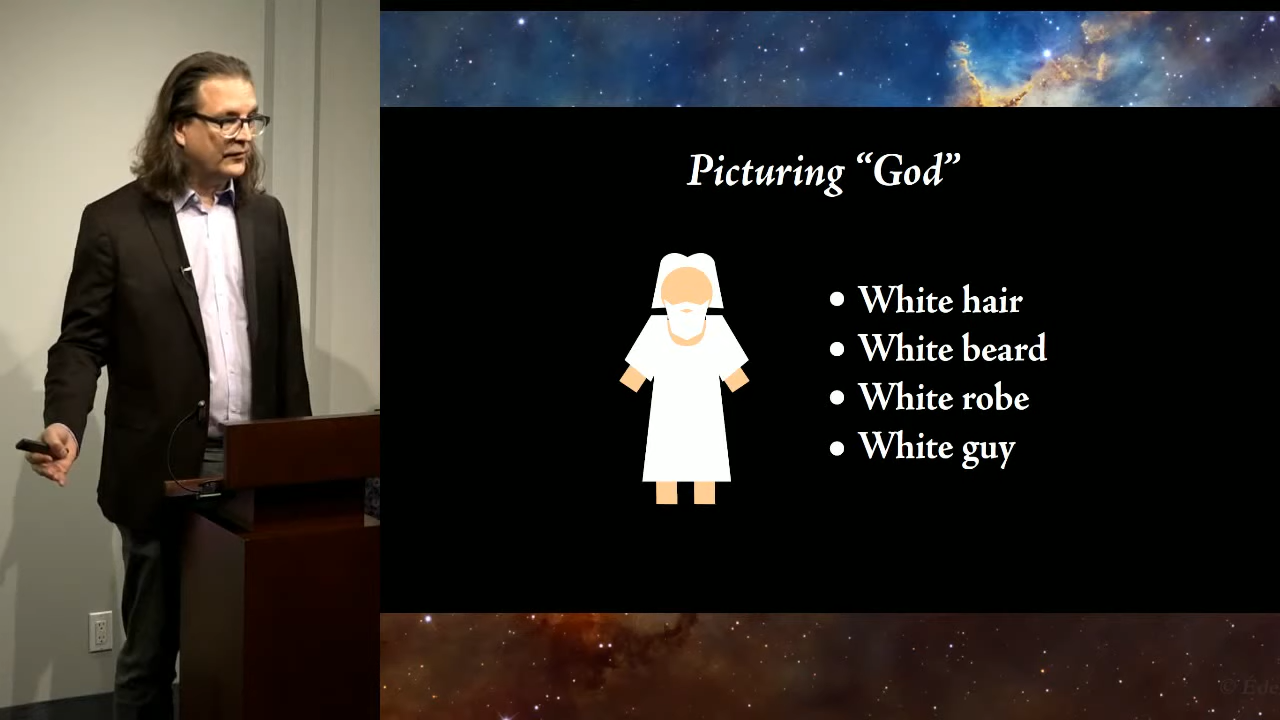 Picturing “God”
• White hair
• White beard
• White robe
• White guy